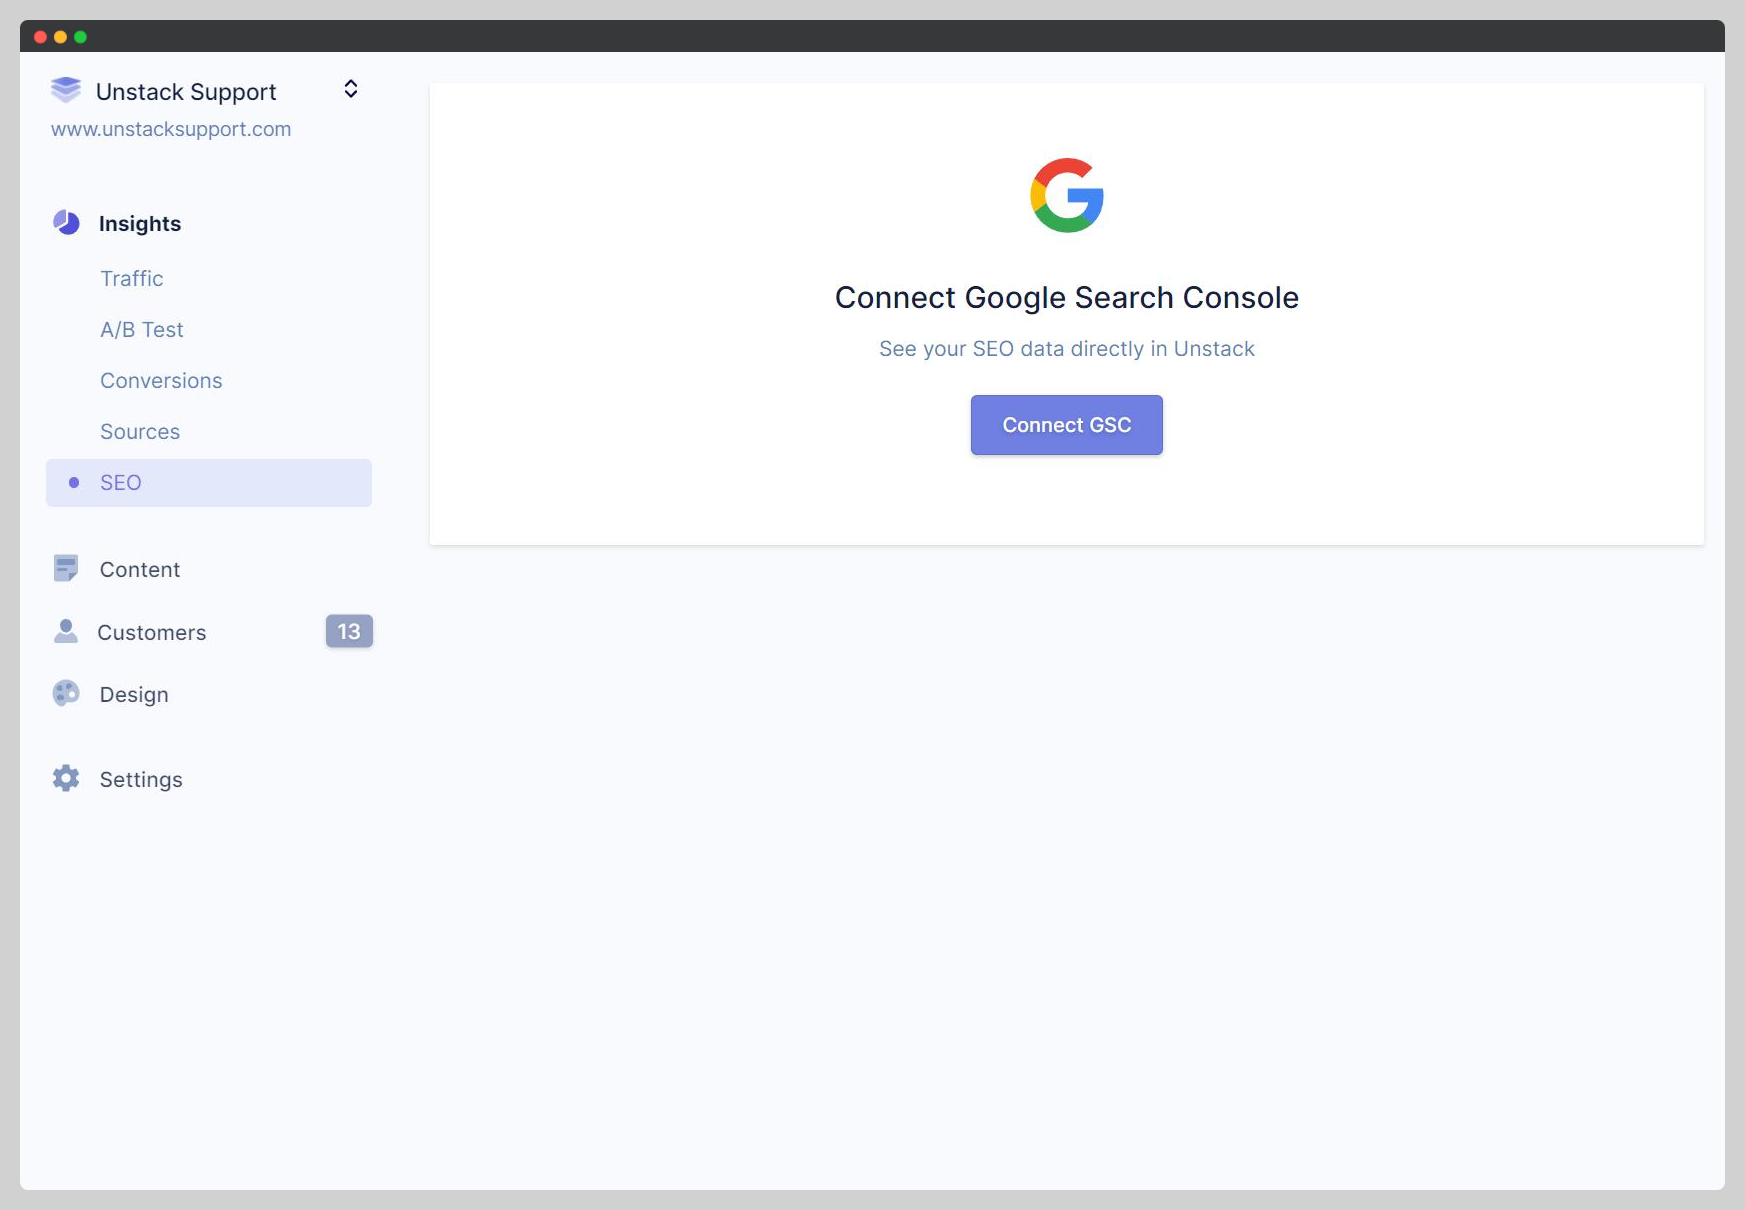 Unstack Support
www.unstacksupport.com
Insights
Traffic
A/B Test
Conversions
Sources
SEO
Content
Customers
13
Design
Settings
Connect Google Search Console
See your SEO data directly in Unstack
Connect GSC